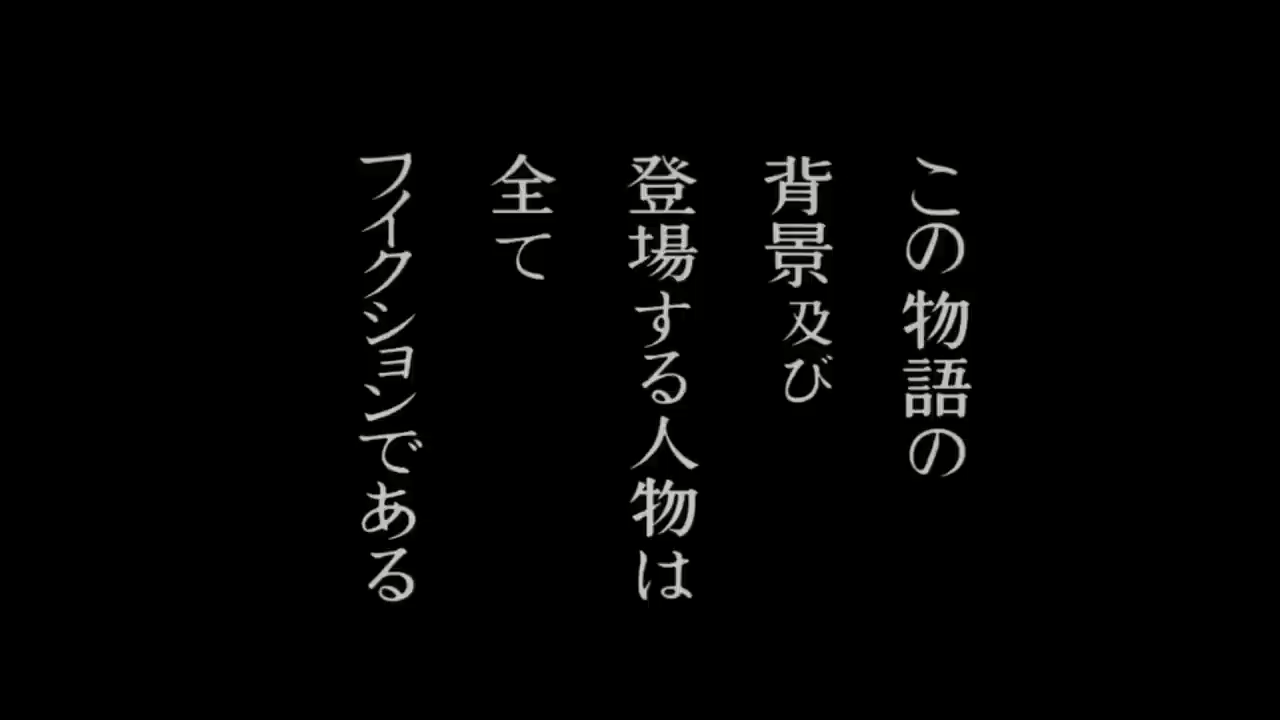 この物語の
背景及び
登場する人物は
全て
フイクションである